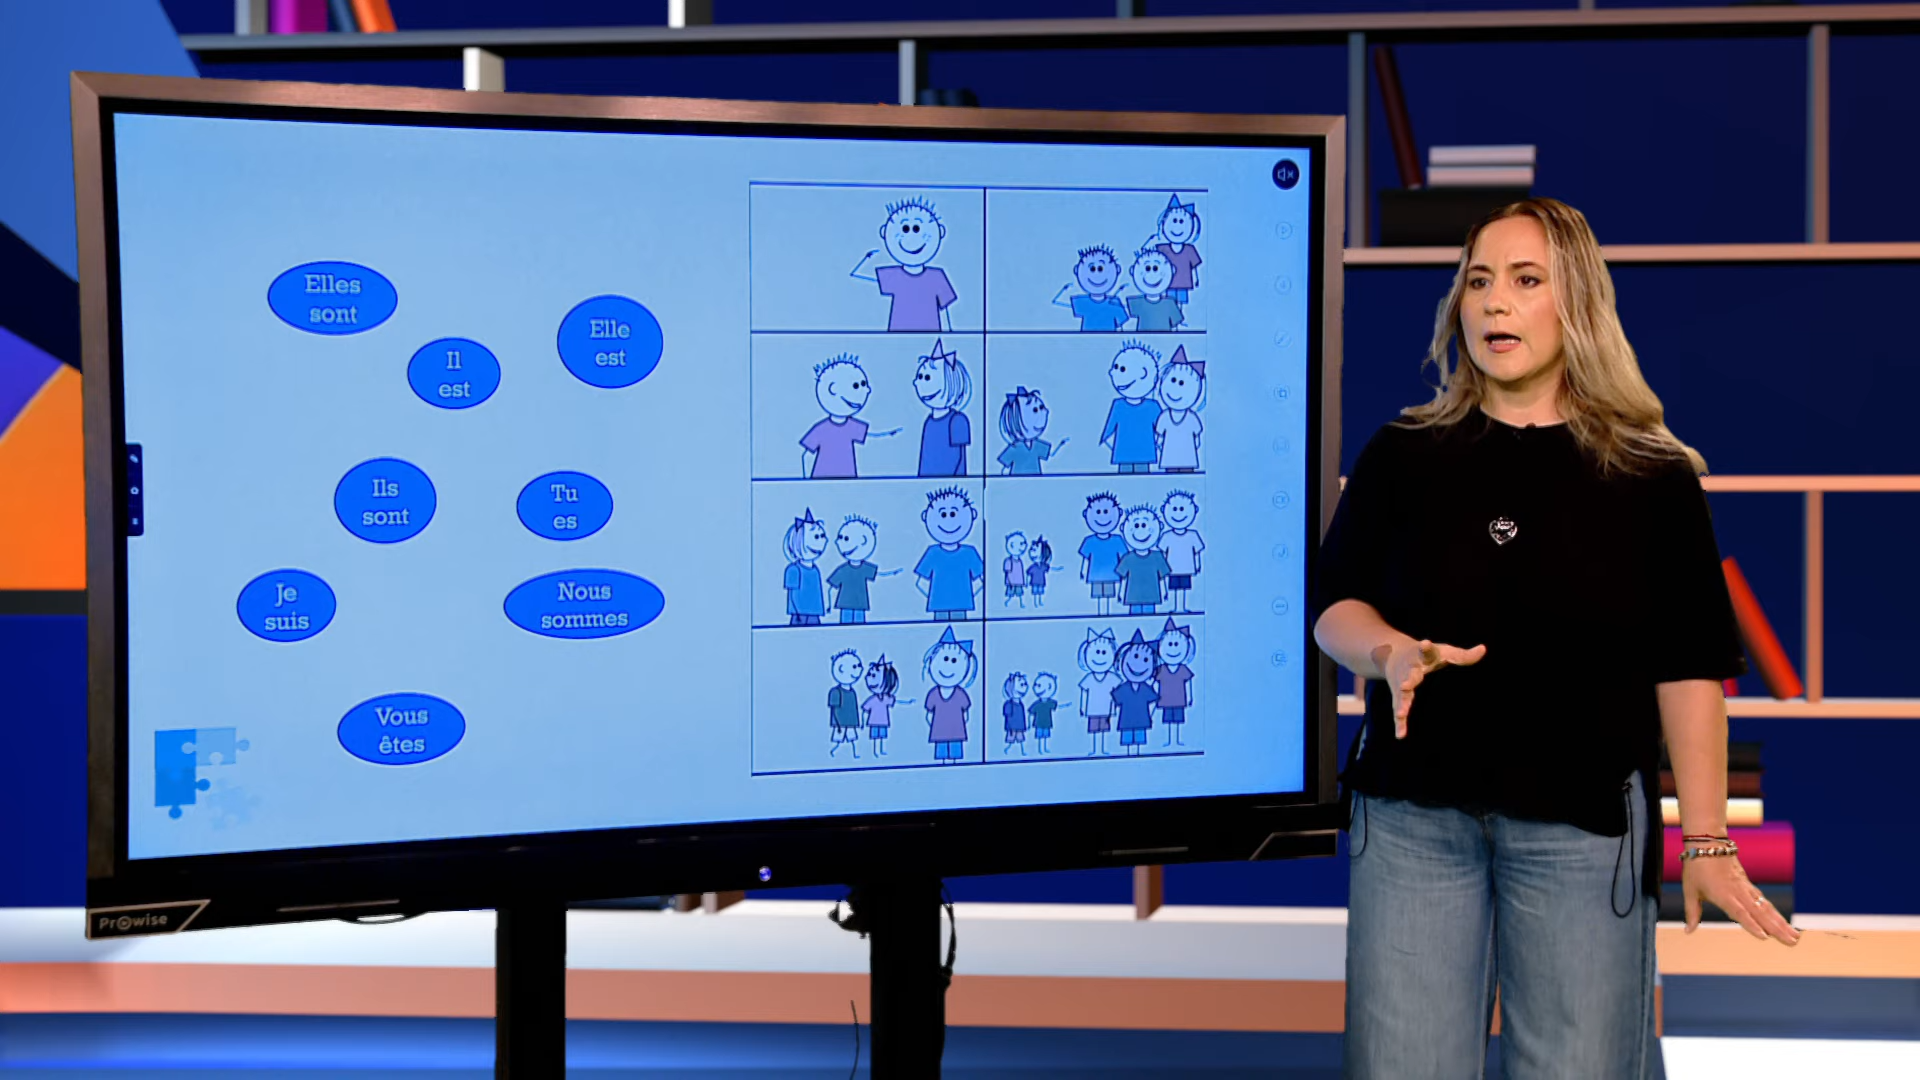 Elles
sont
Il
est
Elle
est
Ils
sont
Tu
es
Je
suis
Nous
sommes
Vous
êtes
Prowise